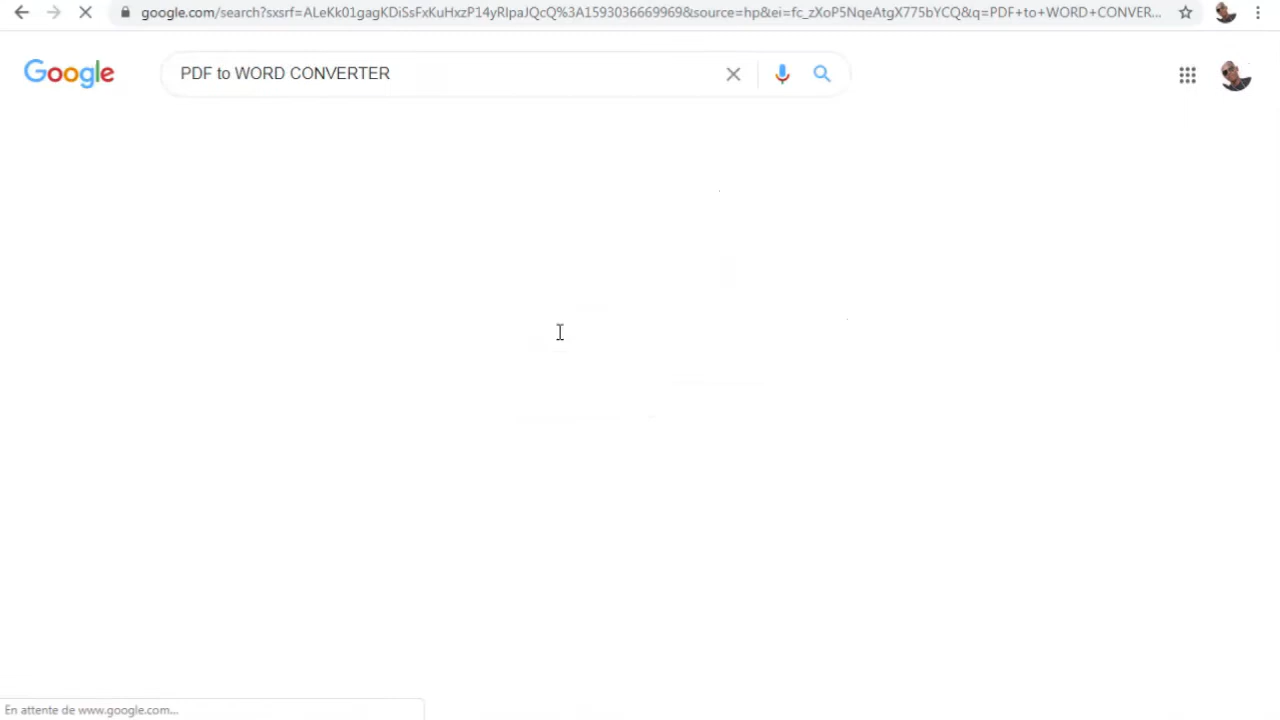 google.com/search?sxsrf=ALeKk01gagKDiSsFxKuHxzP14yRIpaJQcQ%3A1593036669969&source=hp&ei=fc_zXoP5NqeAtgX775bYCQ&q=PDF+to+WORD+CONVER...
Google
PDF to WORD CONVERTER
En attente de www.google.com...